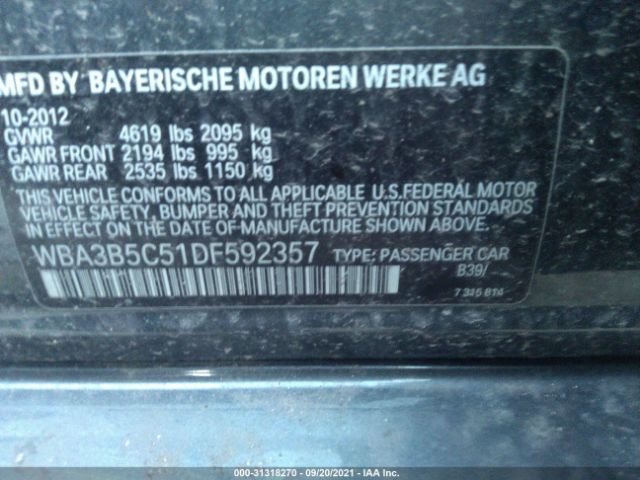 MFD BY BAYERISCHE MOTOREN WERKE AG
10-2012
GVWR 4619 lbs 2095 kg
GAWR FRONT 2194 lbs 995 kg
GAWR REAR 2535 lbs 1150 kg
THIS VEHICLE CONFORMS TO ALL APPLICABLE U.S.FEDERAL MOTOR
VEHICLE SAFETY, BUMPER AND THEFT PREVENTION STANDARDS
IN EFFECT ON THE DATE OF MANUFACTURE SHOWN ABOVE.
WBA3B5C51DF592357 TYPE: PASSENGER CAR
B39/
7 345 814
000-31318270 - 09/20/2021 - IAA Inc.